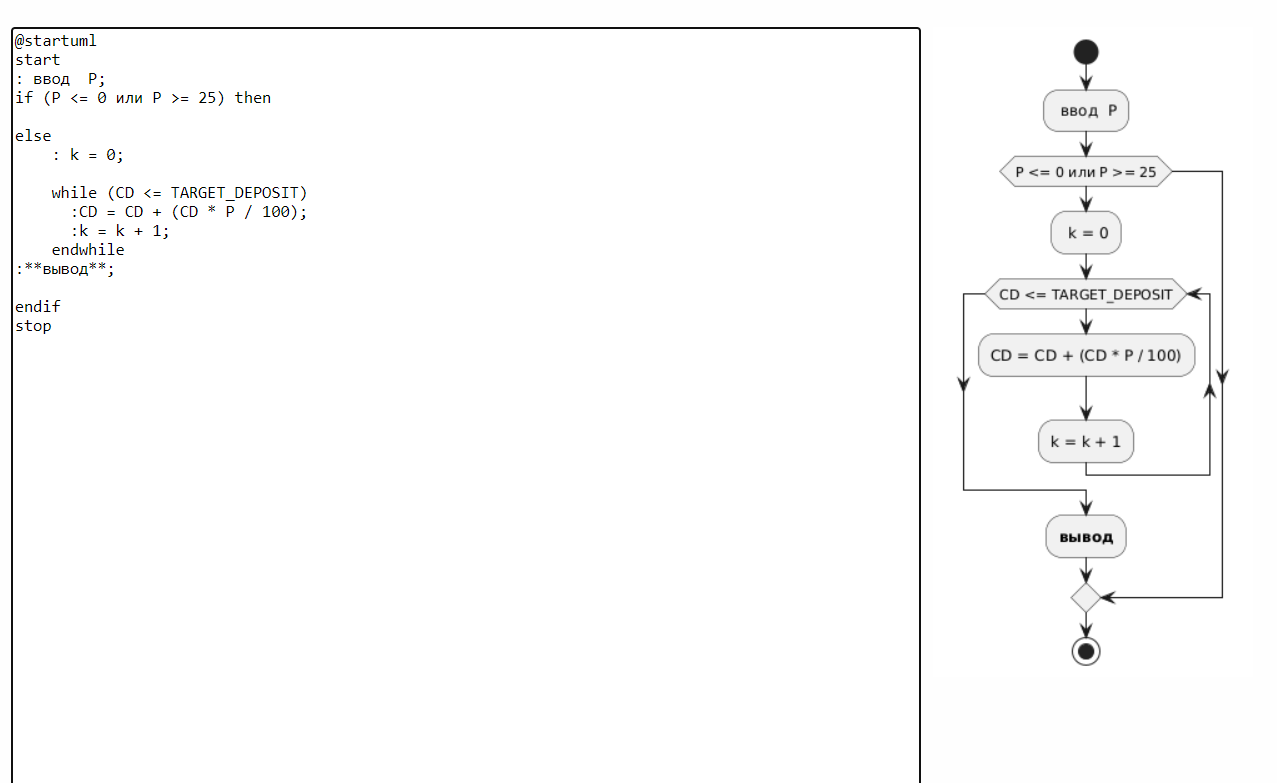 @startuml
start
: ввод  P;
if (P <= 0 или P >= 25) then
else
    : k = 0;
    while (CD <= TARGET_DEPOSIT)
      :CD = CD + (CD * P / 100);
      :k = k + 1;
    endwhile
:**вывод**;
endif
stop
ввод P
P <= 0 или P >= 25
k = 0
CD <= TARGET_DEPOSIT
CD = CD + (CD * P / 100)
k = k + 1
вывод